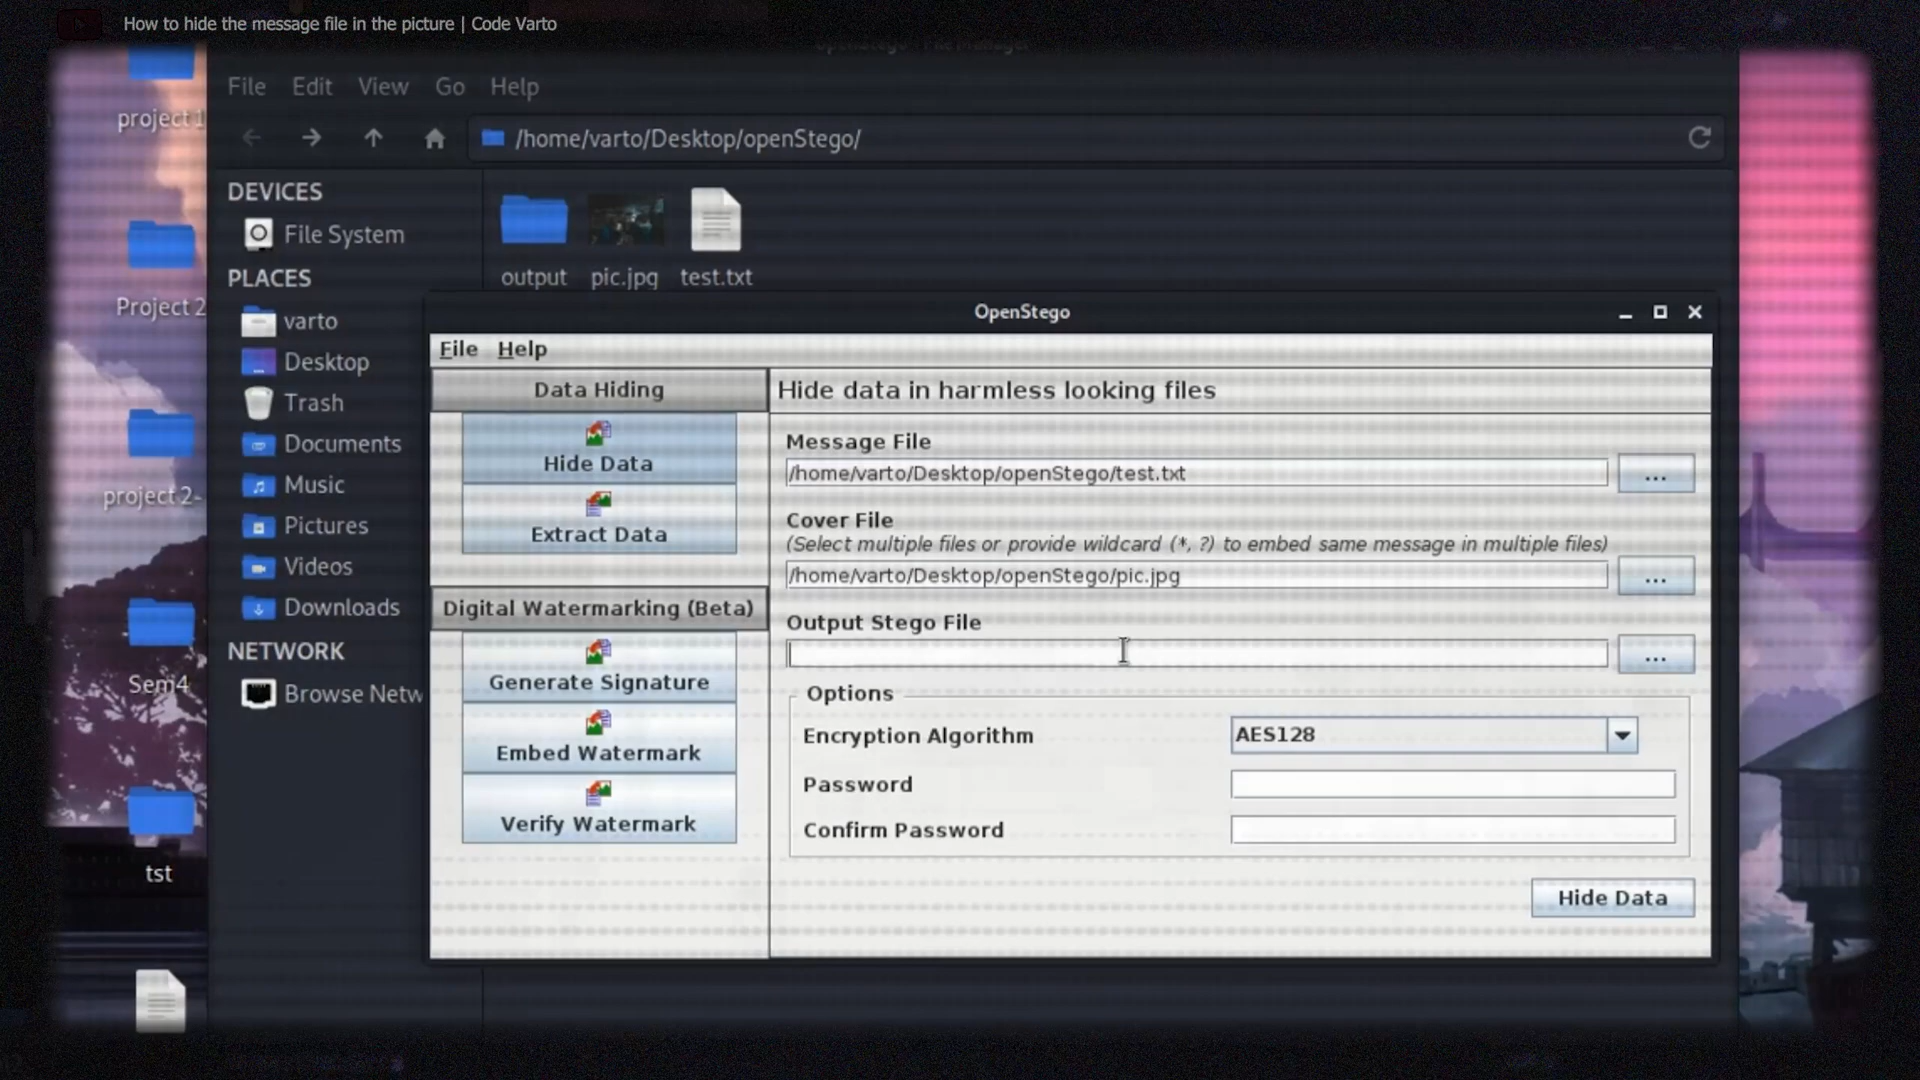 How to hide the message file in the picture | Code Varto
File Edit View Go Help
/home/varto/Desktop/openStego/
DEVICES
File System
PLACES
varto
Desktop
Trash
Documents
Music
Pictures
Videos
Downloads
NETWORK
Browse Netw
output pic.jpg test.txt
project 1
Project 2
project 2-
Sem4
tst
OpenStego
File Help
Data Hiding
Hide Data
Extract Data
Digital Watermarking (Beta)
Generate Signature
Embed Watermark
Verify Watermark
Hide data in harmless looking files
Message File
/home/varto/Desktop/openStego/test.txt
...
Cover File
(Select multiple files or provide wildcard (*, ?) to embed same message in multiple files)
/home/varto/Desktop/openStego/pic.jpg
...
Output Stego File
...
Options
Encryption Algorithm AES128
Password
Confirm Password
Hide Data